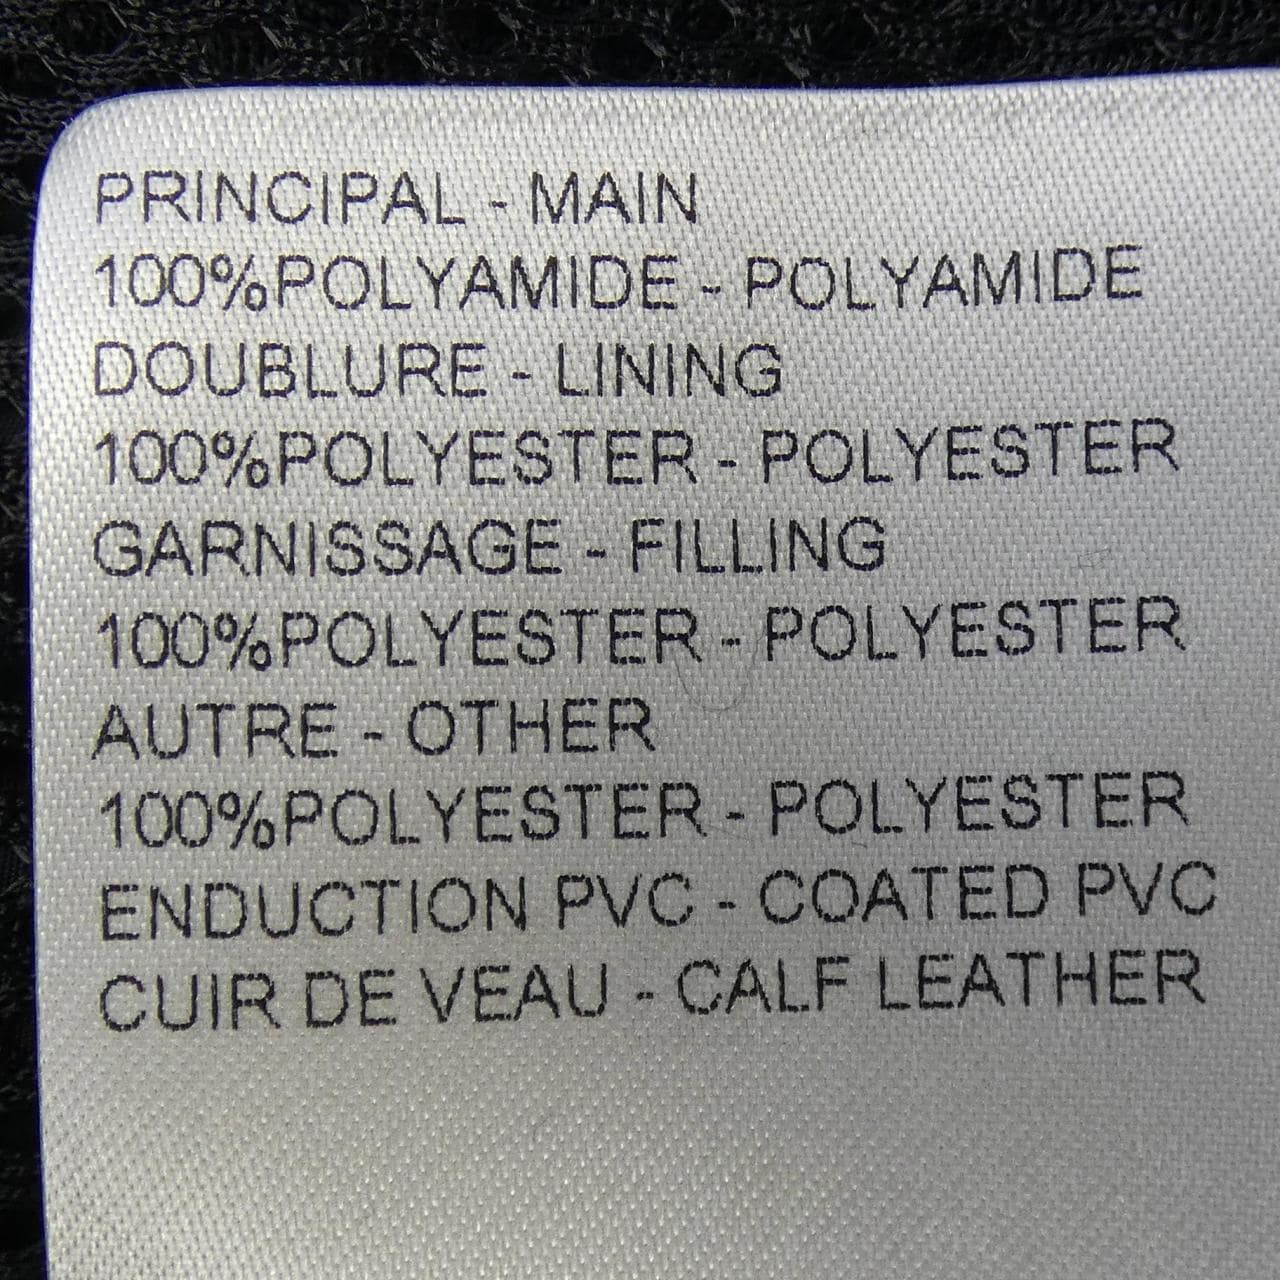 PRINCIPAL - MAIN
100%POLYAMIDE - POLYAMIDE
DOUBLURE - LINING
100%POLYESTER - POLYESTER
GARNISSAGE - FILLING
100%POLYESTER - POLYESTER
AUTRE - OTHER
100%POLYESTER - POLYESTER
ENDUCTION PVC - COATED PVC
CUIR DE VEAU - CALF LEATHER